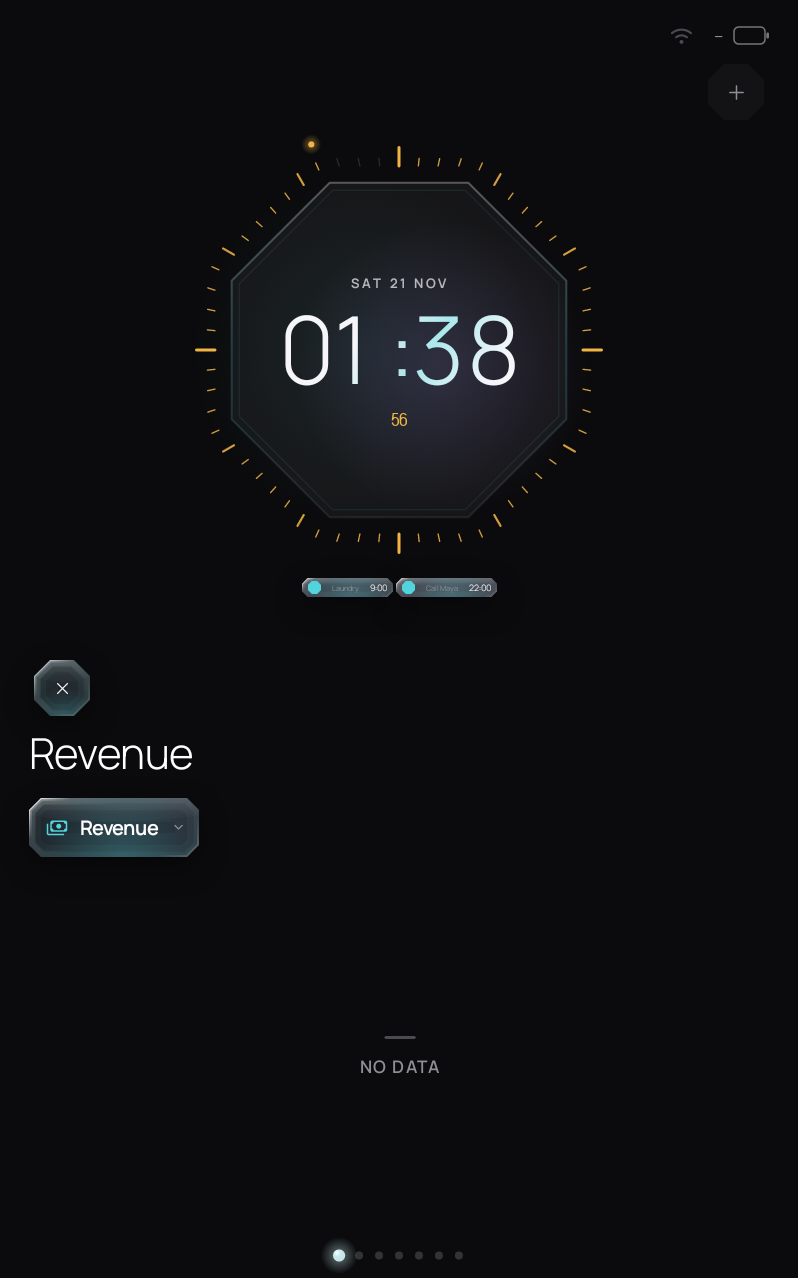 –
+
SAT 21 NOV
01:38
56
Laundry 9:00 Call Maya 22:00
Revenue
Revenue
NO DATA